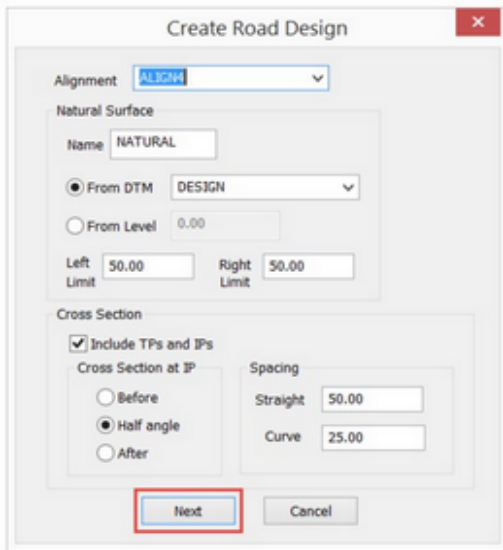 Create Road Design
Alignment ALIGN4
Natural Surface
Name NATURAL
From DTM DESIGN
From Level 0.00
Left Limit 50.00 Right Limit 50.00
Cross Section
Include TPs and IPs
Cross Section at IP Spacing
Before
Straight 50.00
Half angle
Curve 25.00
After
Next Cancel